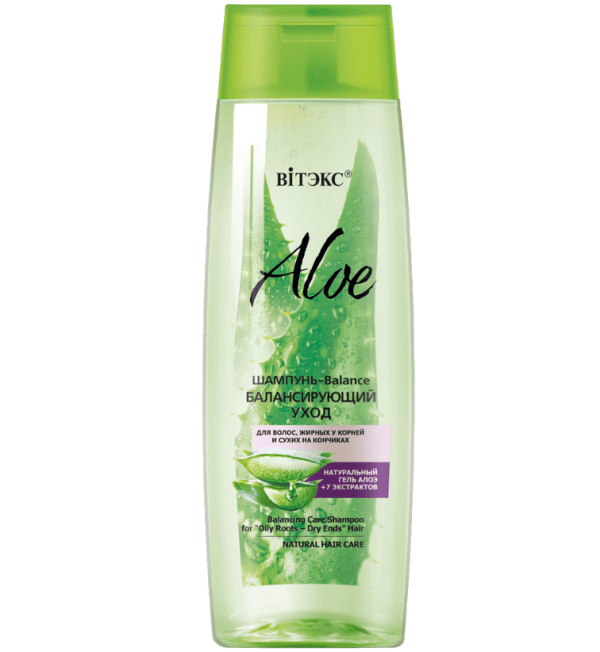 ВІТЭКС®
Aloe
ШАМПУНЬ-Balance
БАЛАНСИРУЮЩИЙ
УХОД
ДЛЯ ВОЛОС, ЖИРНЫХ У КОРНЕЙ
И СУХИХ НА КОНЧИКАХ
НАТУРАЛЬНЫЙ
ГЕЛЬ АЛОЭ
+7 ЭКСТРАКТОВ
Balancing Care Shampoo
for "Oily Roots – Dry Ends" Hair
NATURAL HAIR CARE